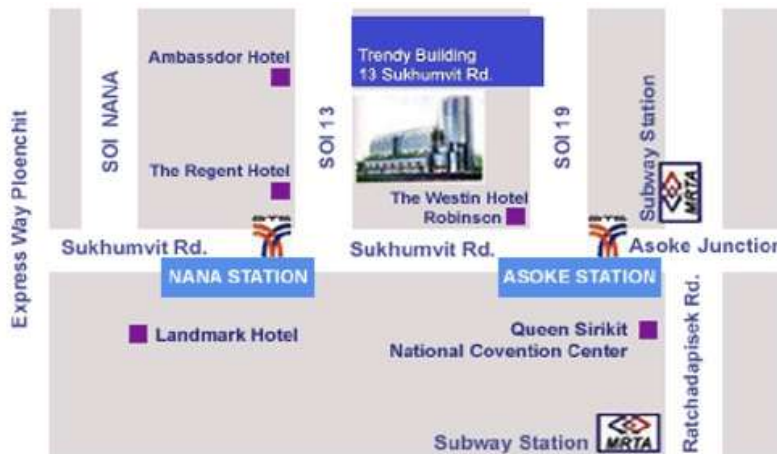 Ambassdor Hotel
Trendy Building
13 Sukhumvit Rd.
Express Way Ploenchit
SOI NANA
SOI 13
SOI 19
Subway Station
MRTA
The Regent Hotel
The Westin Hotel
Robinson
BTS
BTS
Sukhumvit Rd.
Sukhumvit Rd.
Asoke Junction
NANA STATION
ASOKE STATION
Landmark Hotel
Queen Sirikit
National Covention Center
Ratchadapisek Rd.
Subway Station
MRTA